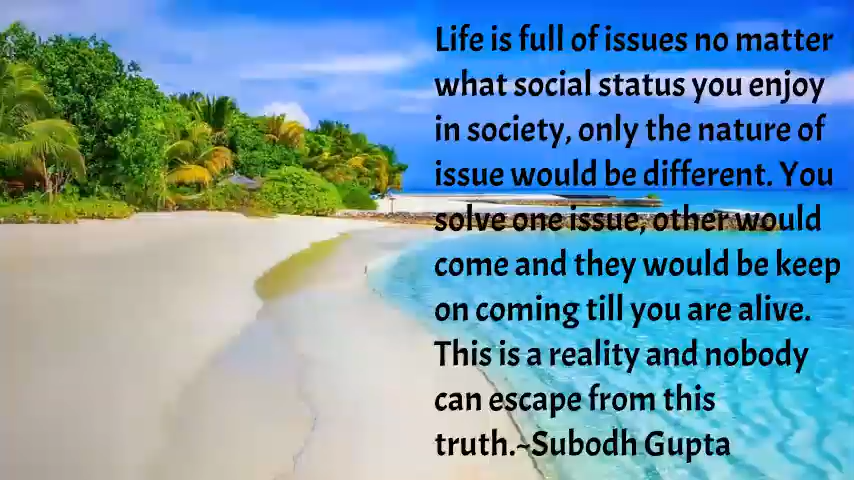 Life is full of issues no matter
what social status you enjoy
in society, only the nature of
issue would be different. You
solve one issue, other would
come and they would be keep
on coming till you are alive.
This is a reality and nobody
can escape from this
truth.~Subodh Gupta